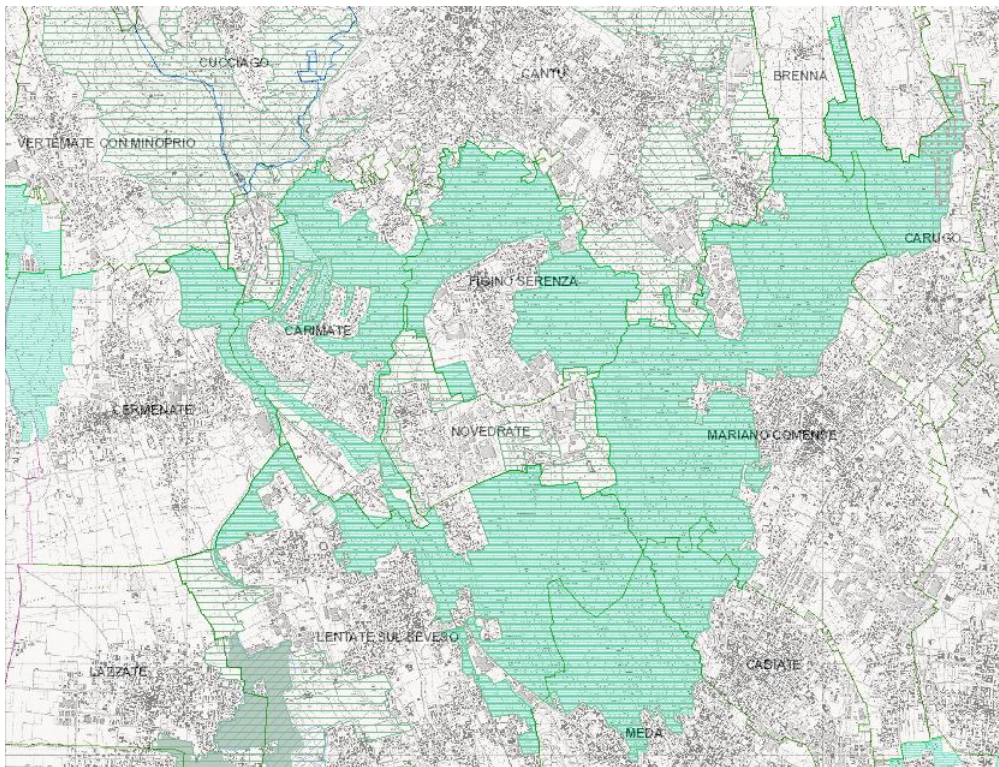 CUCCIAGO
CANTU'
BRENNA
VERTEMATE CON MINOPRIO
CARUGO
FIGINO SERENZA
CARIMATE
CERMENATE
NOVEDRATE
MARIANO COMENSE
LENTATE SUL SEVESO
LAZZATE
CABIATE
MEDA